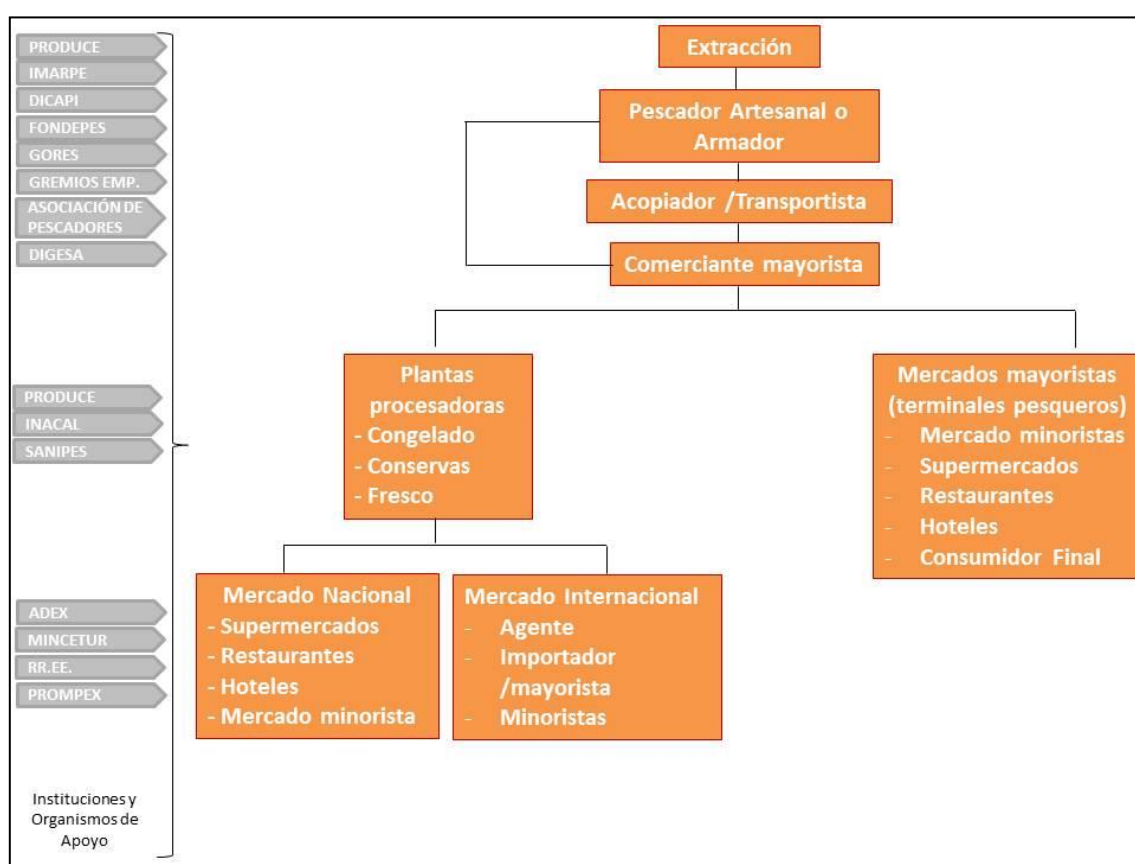 PRODUCE
IMARPE
DICAPI
FONDEPES
GORES
GREMIOS EMP.
ASOCIACIÓN DE
PESCADORES
DIGESA
PRODUCE
INACAL
SANIPES
ADEX
MINCETUR
RR.EE.
PROMPEX
Instituciones y
Organismos de
Apoyo
Extracción
Pescador Artesanal o
Armador
Acopiador /Transportista
Comerciante mayorista
Plantas
procesadoras
- Congelado
- Conservas
- Fresco
Mercados mayoristas
(terminales pesqueros)
- Mercado minoristas
- Supermercados
- Restaurantes
- Hoteles
- Consumidor Final
Mercado Nacional
- Supermercados
- Restaurantes
- Hoteles
- Mercado minorista
Mercado Internacional
- Agente
- Importador
/mayorista
- Minoristas